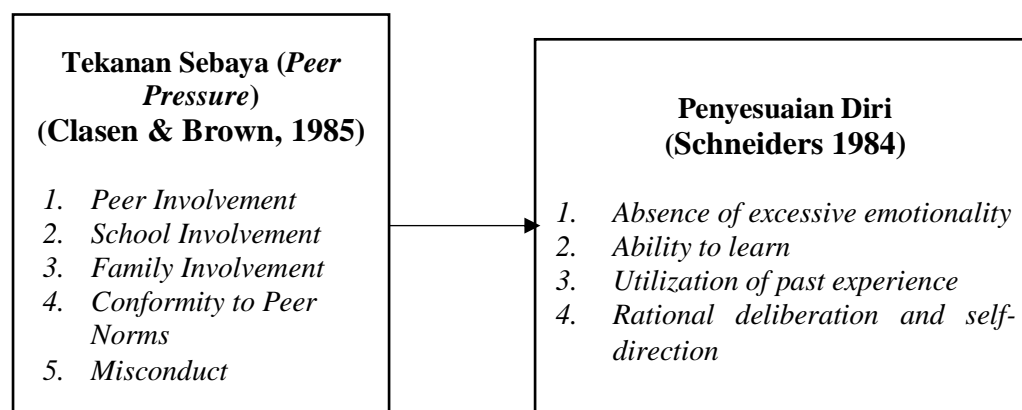 Tekanan Sebaya (Peer
Pressure)
(Clasen & Brown, 1985)
1. Peer Involvement
2. School Involvement
3. Family Involvement
4. Conformity to Peer
Norms
5. Misconduct
Penyesuaian Diri
(Schneiders 1984)
1. Absence of excessive emotionality
2. Ability to learn
3. Utilization of past experience
4. Rational deliberation and self-
direction